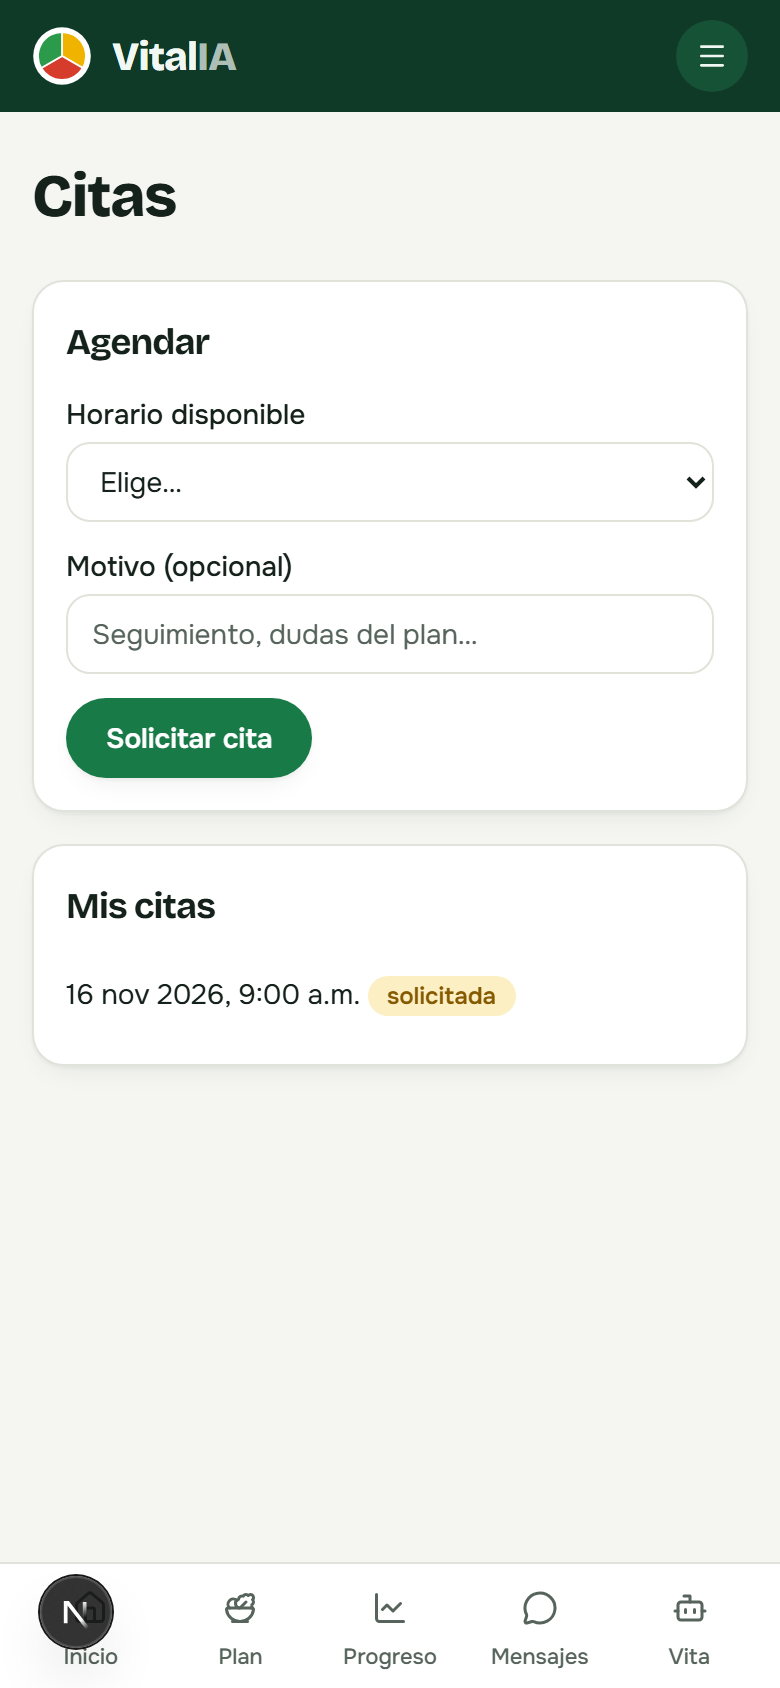 VitalIA
Citas
Agendar
Horario disponible
Elige...
Motivo (opcional)
Seguimiento, dudas del plan...
Solicitar cita
Mis citas
16 nov 2026, 9:00 a.m. solicitada
N
Inicio Plan Progreso Mensajes Vita